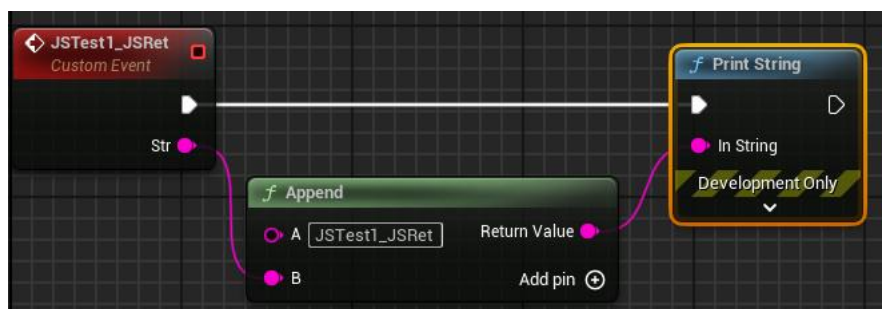 JSTest1_JSRet
Custom Event
Str
f Append
A JSTest1_JSRet
Return Value
B
Add pin
f Print String
In String
Development Only